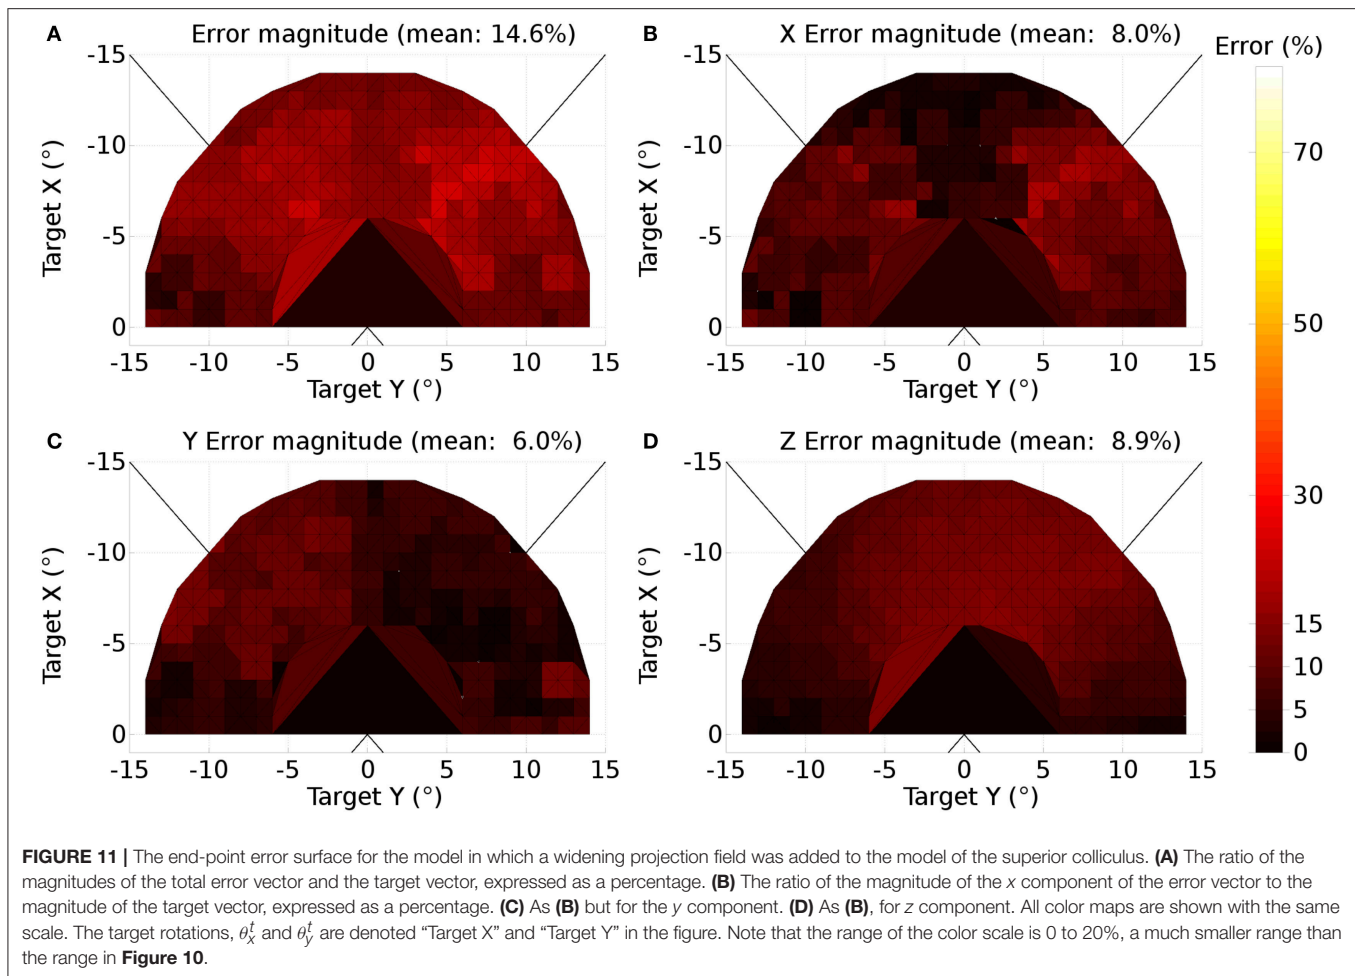 A
Error magnitude (mean: 14.6%)
-15
-10
-5
0
Target X (°)
-15 -10 -5 0 5 10 15
Target Y (°)
B
X Error magnitude (mean: 8.0%)
-15
-10
-5
0
Target X (°)
-15 -10 -5 0 5 10 15
Target Y (°)
Error (%)
70
50
30
15
10
5
0
C
Y Error magnitude (mean: 6.0%)
-15
-10
-5
0
Target X (°)
-15 -10 -5 0 5 10 15
Target Y (°)
D
Z Error magnitude (mean: 8.9%)
-15
-10
-5
0
Target X (°)
-15 -10 -5 0 5 10 15
Target Y (°)
FIGURE 11 | The end-point error surface for the model in which a widening projection field was added to the model of the superior colliculus. (A) The ratio of the
magnitudes of the total error vector and the target vector, expressed as a percentage. (B) The ratio of the magnitude of the x component of the error vector to the
magnitude of the target vector, expressed as a percentage. (C) As (B) but for the y component. (D) As (B), for z component. All color maps are shown with the same
scale. The target rotations, θₓᵗ and θᵧᵗ are denoted “Target X” and “Target Y” in the figure. Note that the range of the color scale is 0 to 20%, a much smaller range than
the range in Figure 10.